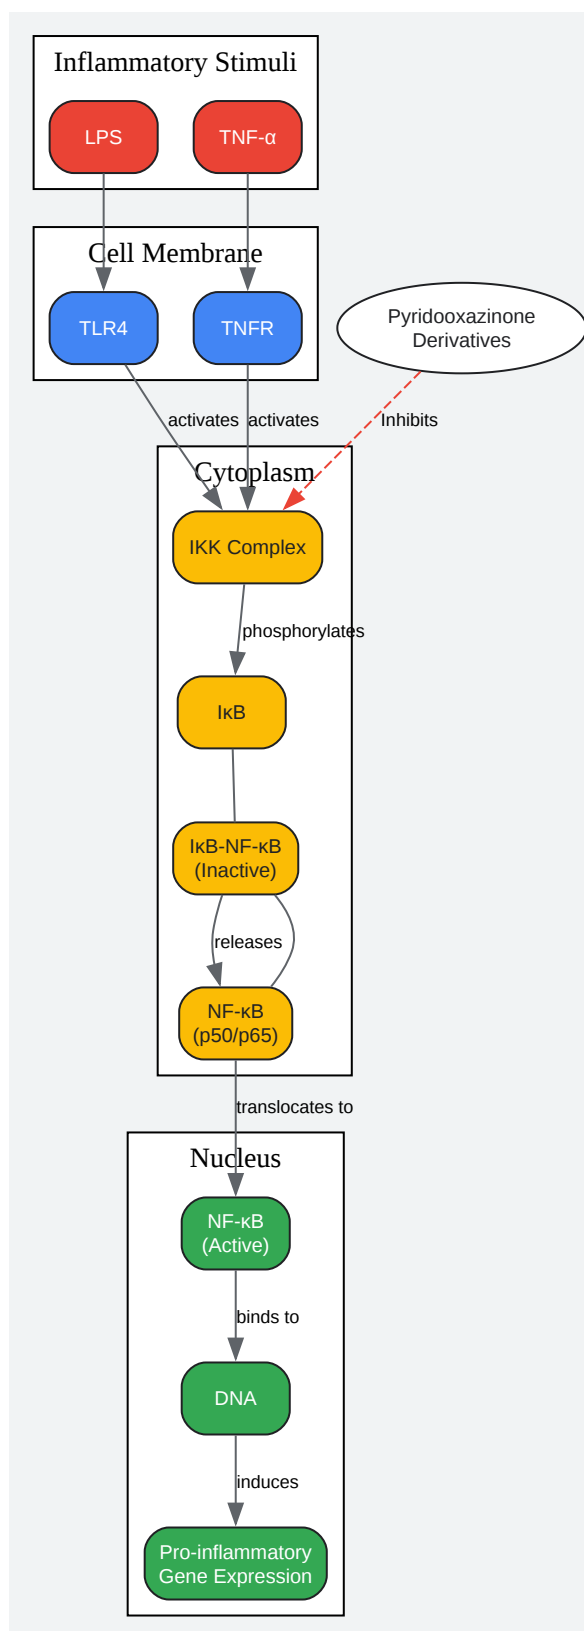 Inflammatory Stimuli
LPS
TNF-α
Cell Membrane
TLR4
TNFR
Pyridooxazinone
Derivatives
activates
activates
Inhibits
Cytoplasm
IKK Complex
phosphorylates
IκB
IκB-NF-κB
(Inactive)
releases
NF-κB
(p50/p65)
translocates to
Nucleus
NF-κB
(Active)
binds to
DNA
induces
Pro-inflammatory
Gene Expression